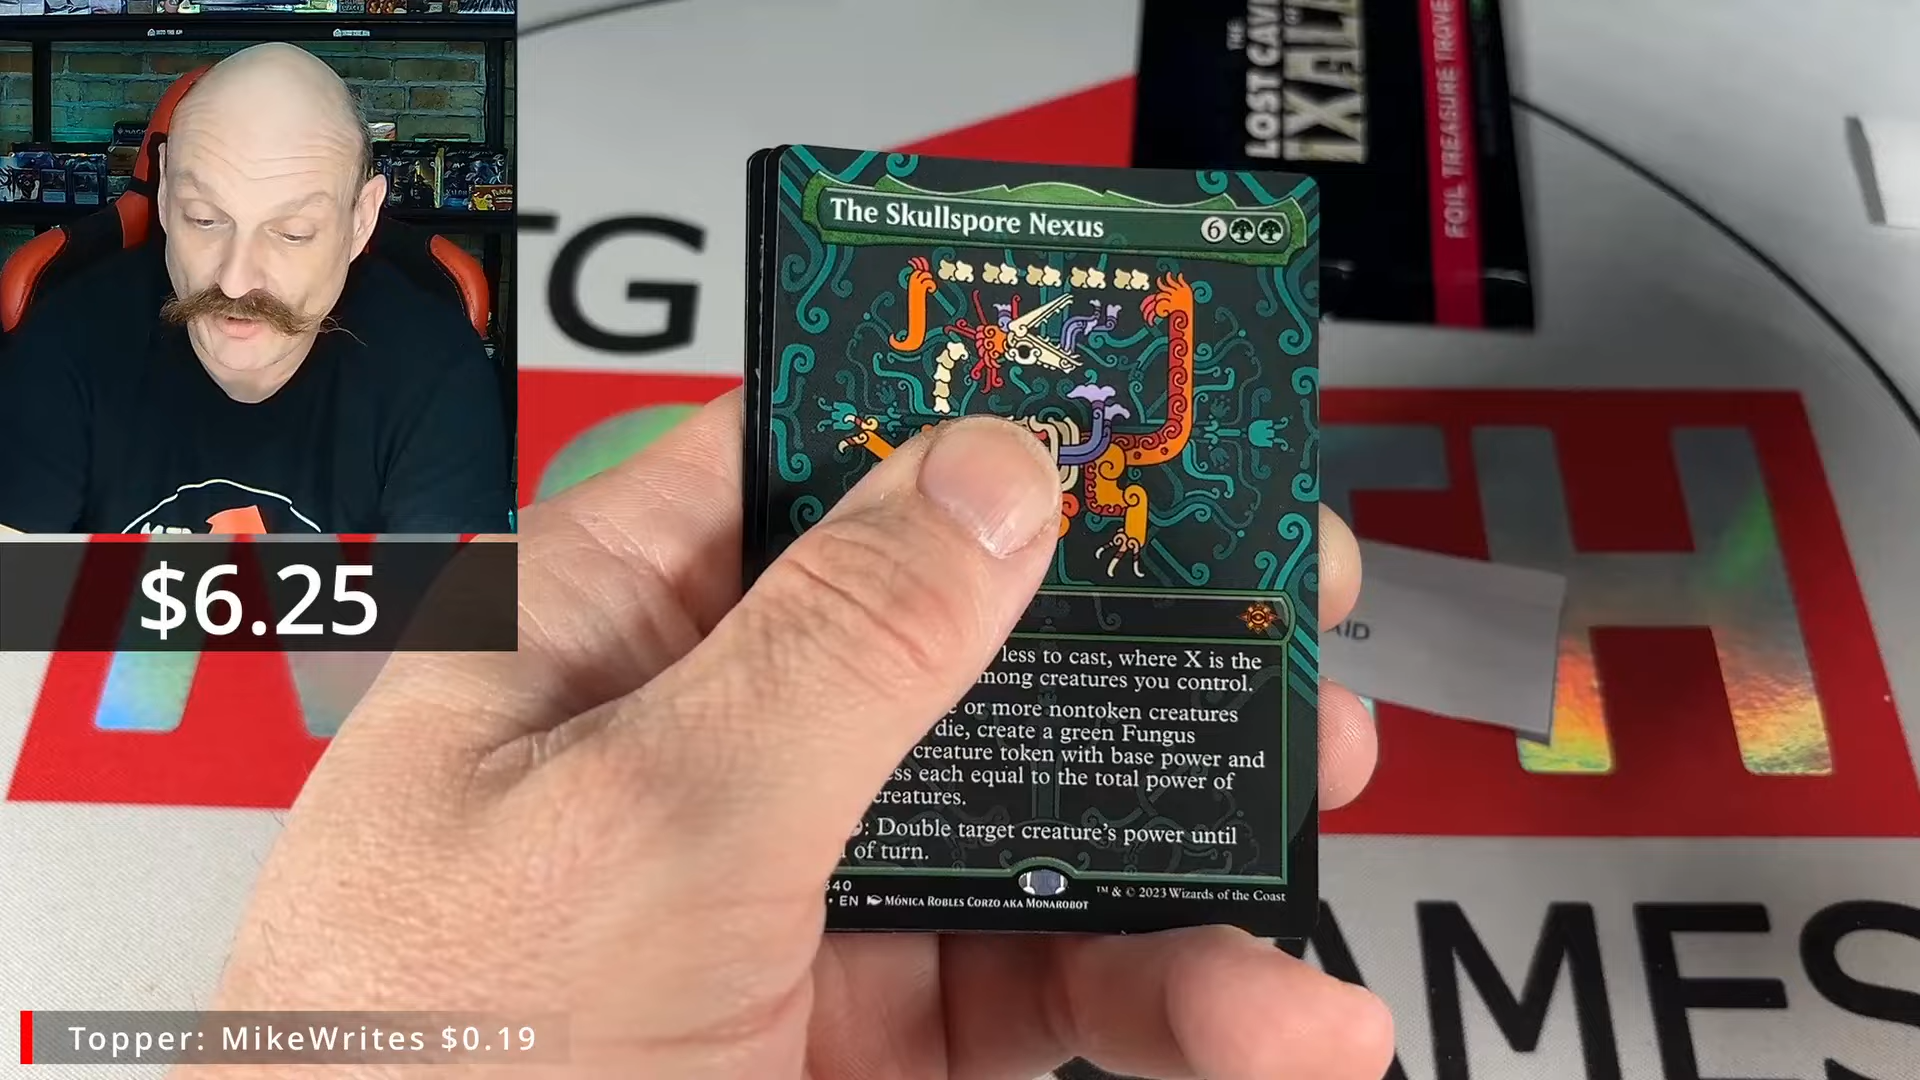 THE
LOST CAV
IXAL
FOIL TREASURE TROVE
TG
The Skullspore Nexus 6
less to cast, where X is the
mong creatures you control.
or more nontoken creatures
die, create a green Fungus
creature token with base power and
ss each equal to the total power of
creatures.
: Double target creature's power until
of turn.
340
• EN MÓNICA ROBLES CORZO AKA MONAROBOT
™ & © 2023 Wizards of the Coast
AID
H
AMES
$6.25
Topper: MikeWrites $0.19